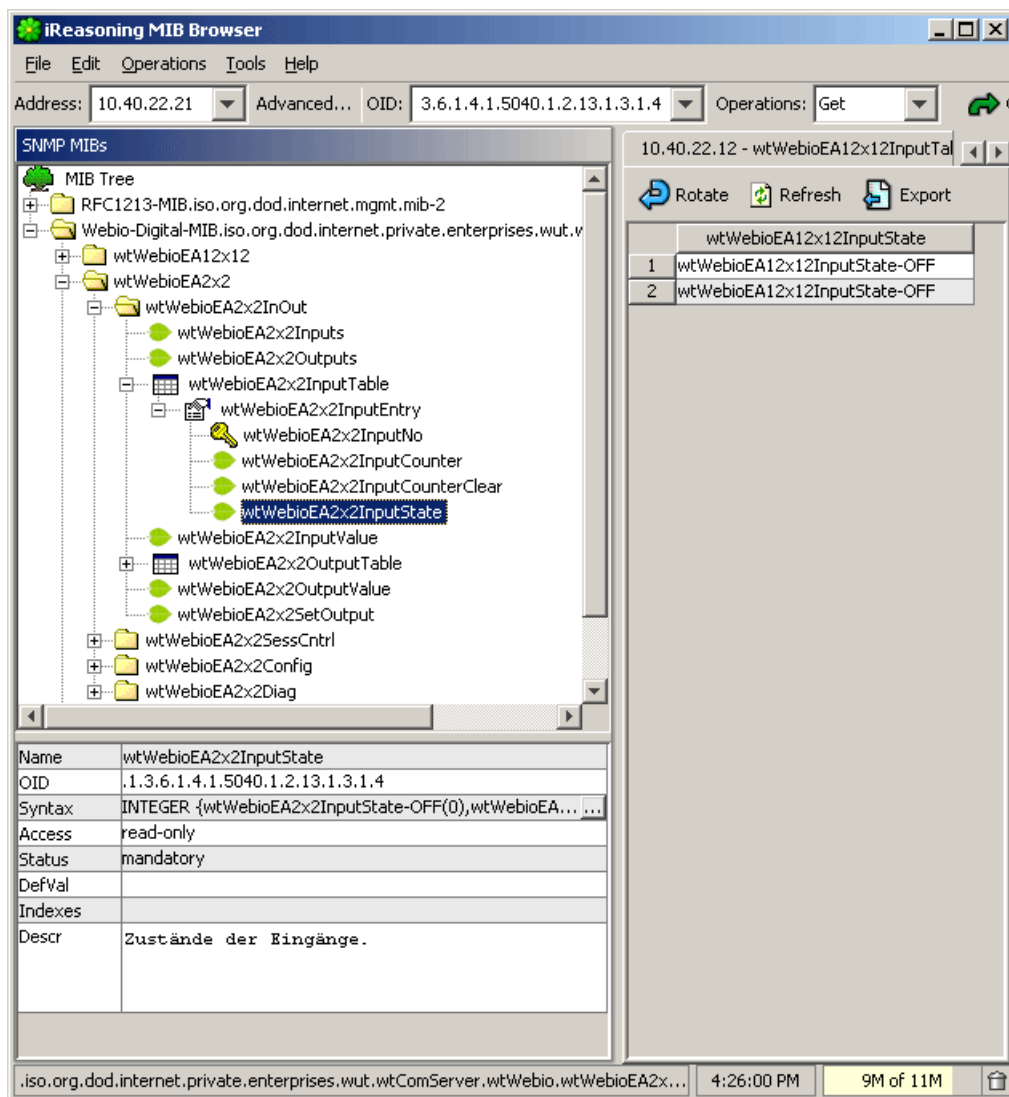 iReasoning MIB Browser
File Edit Operations Tools Help
Address: 10.40.22.21 Advanced... OID: 3.6.1.4.1.5040.1.2.13.1.3.1.4 Operations: Get
SNMP MIBs
MIB Tree
RFC1213-MIB.iso.org.dod.internet.mgmt.mib-2
Webio-Digital-MIB.iso.org.dod.internet.private.enterprises.wut.w
wtWebioEA12x12
wtWebioEA2x2
wtWebioEA2x2InOut
wtWebioEA2x2Inputs
wtWebioEA2x2Outputs
wtWebioEA2x2InputTable
wtWebioEA2x2InputEntry
wtWebioEA2x2InputNo
wtWebioEA2x2InputCounter
wtWebioEA2x2InputCounterClear
wtWebioEA2x2InputState
wtWebioEA2x2InputValue
wtWebioEA2x2OutputTable
wtWebioEA2x2OutputValue
wtWebioEA2x2SetOutput
wtWebioEA2x2SessCntrl
wtWebioEA2x2Config
wtWebioEA2x2Diag
10.40.22.12 - wtWebioEA12x12InputTal
Rotate Refresh Export
wtWebioEA12x12InputState
1 wtWebioEA12x12InputState-OFF
2 wtWebioEA12x12InputState-OFF
Name wtWebioEA2x2InputState
OID .1.3.6.1.4.1.5040.1.2.13.1.3.1.4
Syntax INTEGER {wtWebioEA2x2InputState-OFF(0),wtWebioEA... ...
Access read-only
Status mandatory
DefVal
Indexes
Descr Zustände der Eingänge.
.iso.org.dod.internet.private.enterprises.wut.wtComServer.wtWebio.wtWebioEA2x... 4:26:00 PM 9M of 11M